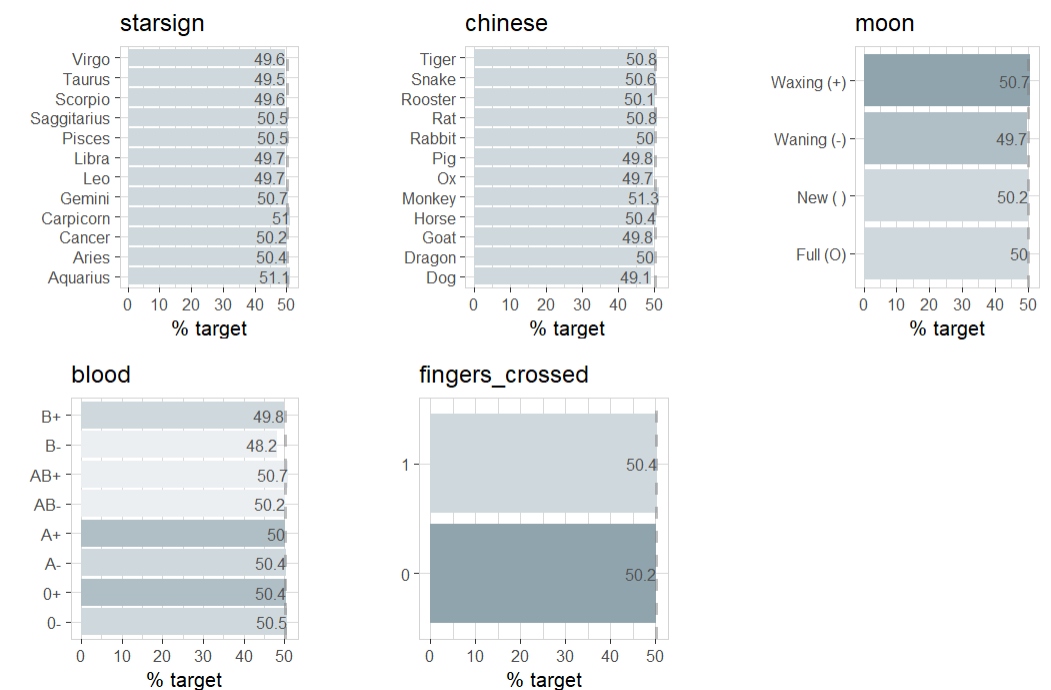 starsign
Virgo 49.6
Taurus 49.5
Scorpio 49.6
Saggitarius 50.5
Pisces 50.5
Libra 49.7
Leo 49.7
Gemini 50.7
Carpicorn 51
Cancer 50.2
Aries 50.4
Aquarius 51.1
0 10 20 30 40 50
% target
chinese
Tiger 50.8
Snake 50.6
Rooster 50.1
Rat 50.8
Rabbit 50
Pig 49.8
Ox 49.7
Monkey 51.3
Horse 50.4
Goat 49.8
Dragon 50
Dog 49.1
0 10 20 30 40 50
% target
moon
Waxing (+) 50.7
Waning (-) 49.7
New ( ) 50.2
Full (O) 50
0 10 20 30 40 50
% target
blood
B+ 49.8
B- 48.2
AB+ 50.7
AB- 50.2
A+ 50
A- 50.4
0+ 50.4
0- 50.5
0 10 20 30 40 50
% target
fingers_crossed
1 50.4
0 50.2
0 10 20 30 40 50
% target